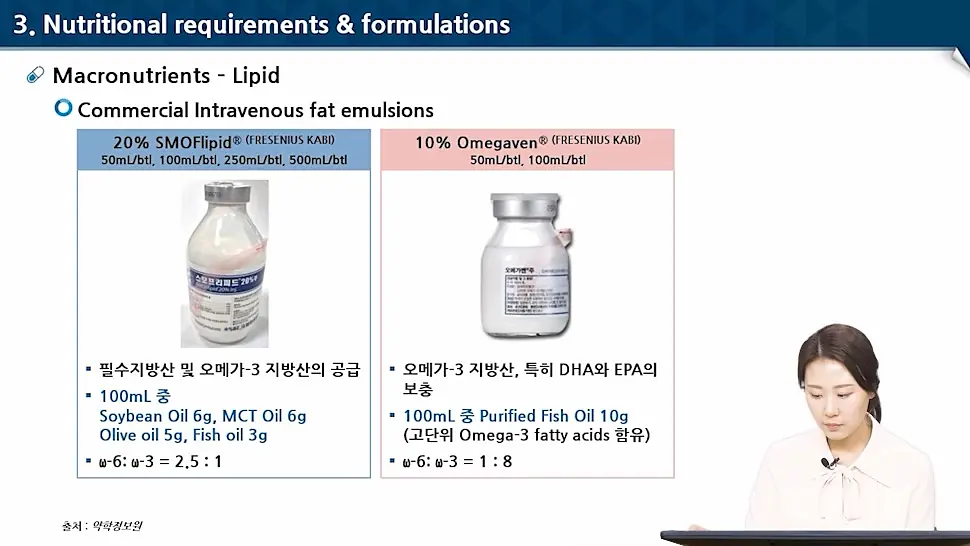 3. Nutritional requirements & formulations
Macronutrients - Lipid
Commercial Intravenous fat emulsions
20% SMOFlipid® (FRESENIUS KABI)
50mL/btl, 100mL/btl, 250mL/btl, 500mL/btl
스모프리피드 20%주
필수지방산 및 오메가-3 지방산의 공급
100mL 중
Soybean Oil 6g, MCT Oil 6g
Olive oil 5g, Fish oil 3g
ω-6: ω-3 = 2.5 : 1
10% Omegaven® (FRESENIUS KABI)
50mL/btl, 100mL/btl
오메가벤®주
오메가-3 지방산, 특히 DHA와 EPA의
보충
100mL 중 Purified Fish Oil 10g
(고단위 Omega-3 fatty acids 함유)
ω-6: ω-3 = 1 : 8
출처 : 약학정보원